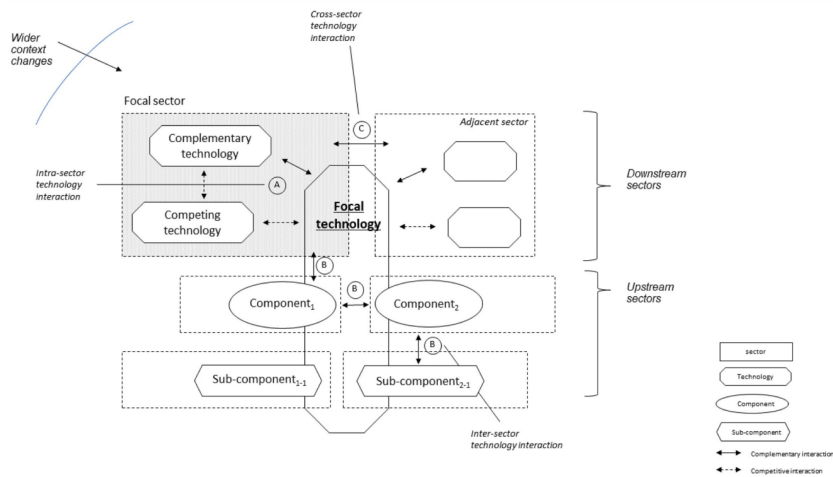 Cross-sector
technology
interaction
Wider
context
changes
Focal sector
Adjacent sector
Complementary
technology
C
Downstream
sectors
Intra-sector
technology
interaction
A
Focal
technology
Competing
technology
B
Component1
B
Component2
Upstream
sectors
B
Sub-component1-1
Sub-component2-1
Inter-sector
technology interaction
sector
Technology
Component
Sub-component
Complementary interaction
Competitive interaction